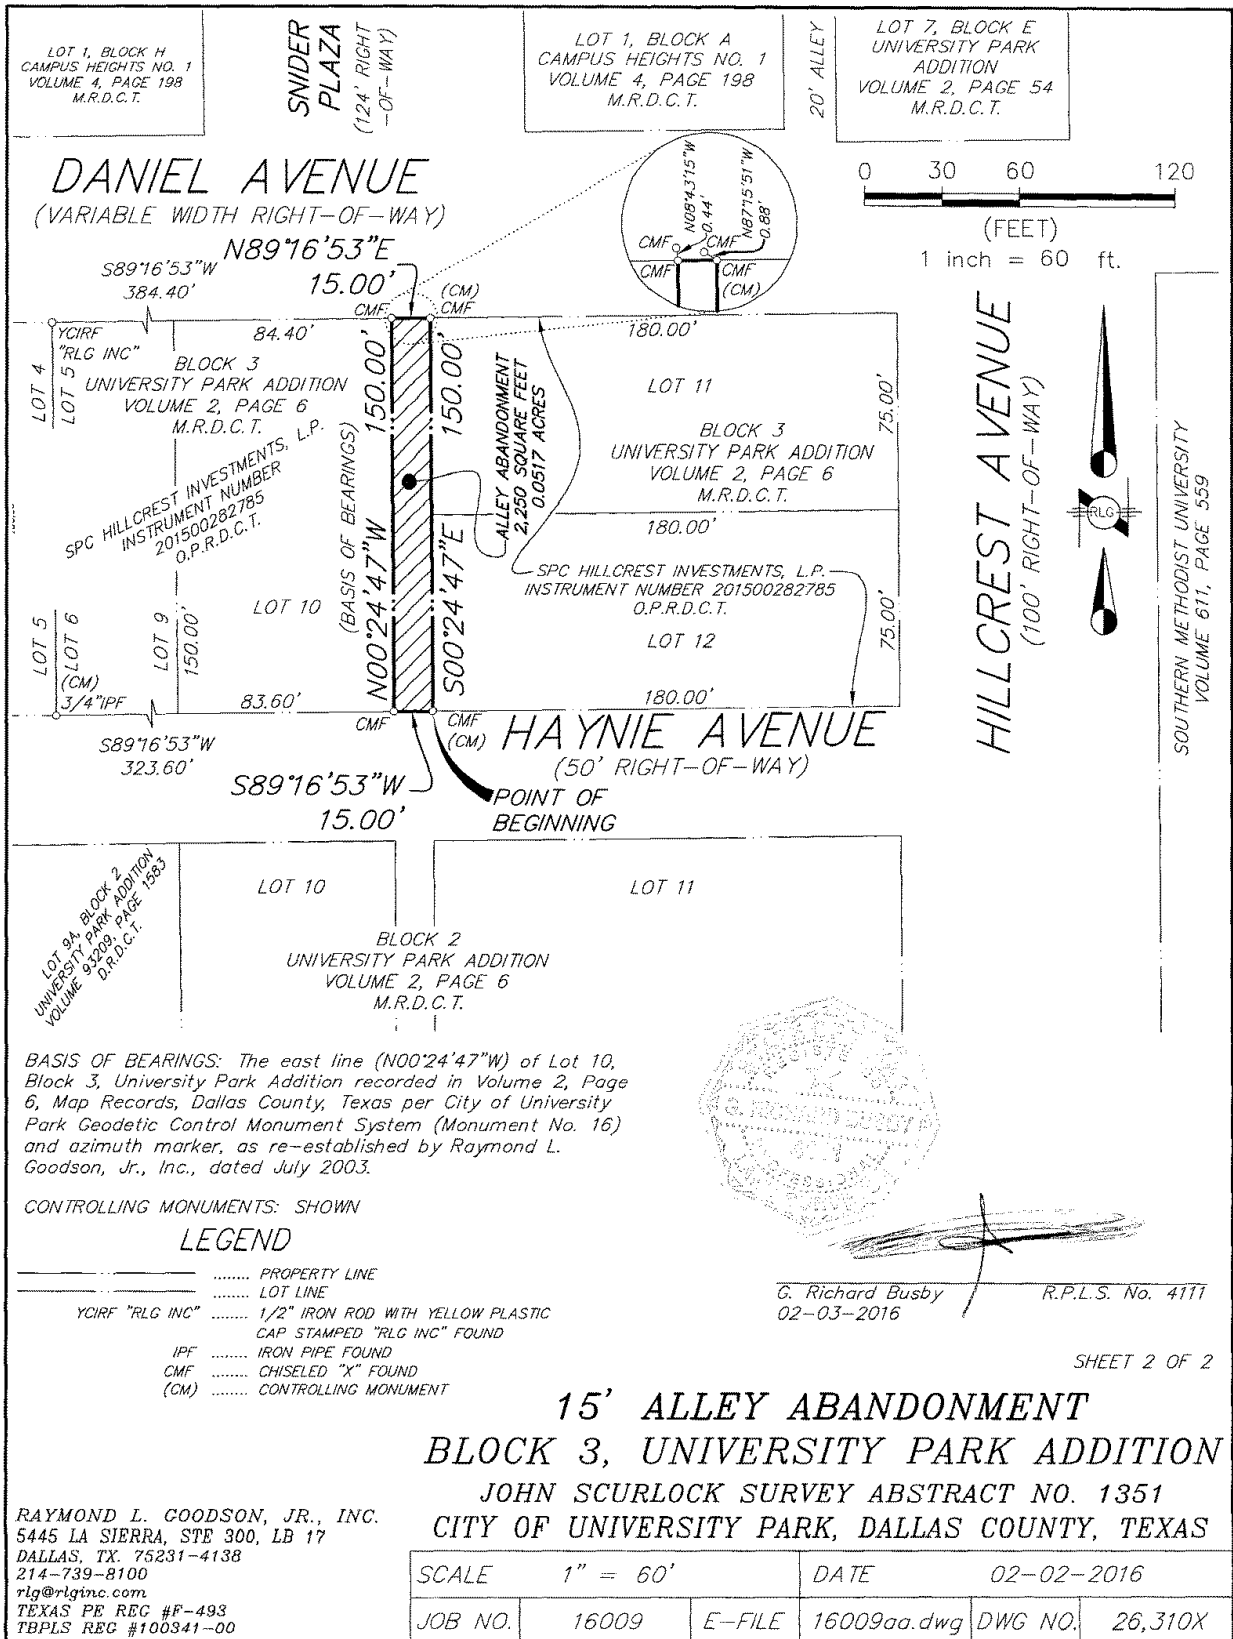 LOT 1, BLOCK H
CAMPUS HEIGHTS NO. 1
VOLUME 4, PAGE 198
M.R.D.C.T.
SNIDER
PLAZA
(124' RIGHT
-OF-WAY)
LOT 1, BLOCK A
CAMPUS HEIGHTS NO. 1
VOLUME 4, PAGE 198
M.R.D.C.T.
20' ALLEY
LOT 7, BLOCK E
UNIVERSITY PARK
ADDITION
VOLUME 2, PAGE 54
M.R.D.C.T.
DANIEL AVENUE
(VARIABLE WIDTH RIGHT-OF-WAY)
N08°43'15"W
0.44'
N87°15'51"W
0.88'
CMF
CMF
CMF
CMF
(CM)
0 30 60 120
(FEET)
1 inch = 60 ft.
S89°16'53"W
384.40'
N89°16'53"E
15.00'
CMF
(CM)
CMF
YCIRF
"RLG INC"
84.40'
180.00'
LOT 4
LOT 5
BLOCK 3
UNIVERSITY PARK ADDITION
VOLUME 2, PAGE 6
M.R.D.C.T.
150.00'
150.00'
ALLEY ABANDONMENT
2,250 SQUARE FEET
0.0517 ACRES
LOT 11
75.00'
BLOCK 3
UNIVERSITY PARK ADDITION
VOLUME 2, PAGE 6
M.R.D.C.T.
HILLCREST AVENUE
(100' RIGHT-OF-WAY)
RLG
SOUTHERN METHODIST UNIVERSITY
VOLUME 611, PAGE 559
SPC HILLCREST INVESTMENTS, L.P.
INSTRUMENT NUMBER
201500282785
O.P.R.D.C.T.
(BASIS OF BEARINGS)
N00°24'47"W
S00°24'47"E
180.00'
SPC HILLCREST INVESTMENTS, L.P.
INSTRUMENT NUMBER 201500282785
O.P.R.D.C.T.
LOT 10
LOT 12
75.00'
LOT 5
LOT 6
(CM)
3/4"IPF
LOT 9
150.00'
83.60'
180.00'
CMF
CMF
(CM)
HAYNIE AVENUE
(50' RIGHT-OF-WAY)
S89°16'53"W
323.60'
S89°16'53"W
15.00'
POINT OF
BEGINNING
LOT 9A, BLOCK 2
UNIVERSITY PARK ADDITION
VOLUME 93209, PAGE 1583
D.R.D.C.T.
LOT 10
LOT 11
BLOCK 2
UNIVERSITY PARK ADDITION
VOLUME 2, PAGE 6
M.R.D.C.T.
BASIS OF BEARINGS: The east line (N00°24'47"W) of Lot 10,
Block 3, University Park Addition recorded in Volume 2, Page
6, Map Records, Dallas County, Texas per City of University
Park Geodetic Control Monument System (Monument No. 16)
and azimuth marker, as re-established by Raymond L.
Goodson, Jr., Inc., dated July 2003.
CONTROLLING MONUMENTS: SHOWN
LEGEND
........ PROPERTY LINE
........ LOT LINE
YCIRF "RLG INC" ........ 1/2" IRON ROD WITH YELLOW PLASTIC
CAP STAMPED "RLG INC" FOUND
IPF ........ IRON PIPE FOUND
CMF ........ CHISELED "X" FOUND
(CM) ........ CONTROLLING MONUMENT
G. RICHARD BUSBY
G. Richard Busby R.P.L.S. No. 4111
02-03-2016
SHEET 2 OF 2
15' ALLEY ABANDONMENT
BLOCK 3, UNIVERSITY PARK ADDITION
JOHN SCURLOCK SURVEY ABSTRACT NO. 1351
CITY OF UNIVERSITY PARK, DALLAS COUNTY, TEXAS
RAYMOND L. GOODSON, JR., INC.
5445 LA SIERRA, STE 300, LB 17
DALLAS, TX. 75231-4138
214-739-8100
rlg@rlginc.com
TEXAS PE REG #F-493
TBPLS REG #100341-00
SCALE 1" = 60' DATE 02-02-2016
JOB NO. 16009 E-FILE 16009aa.dwg DWG NO. 26,310X